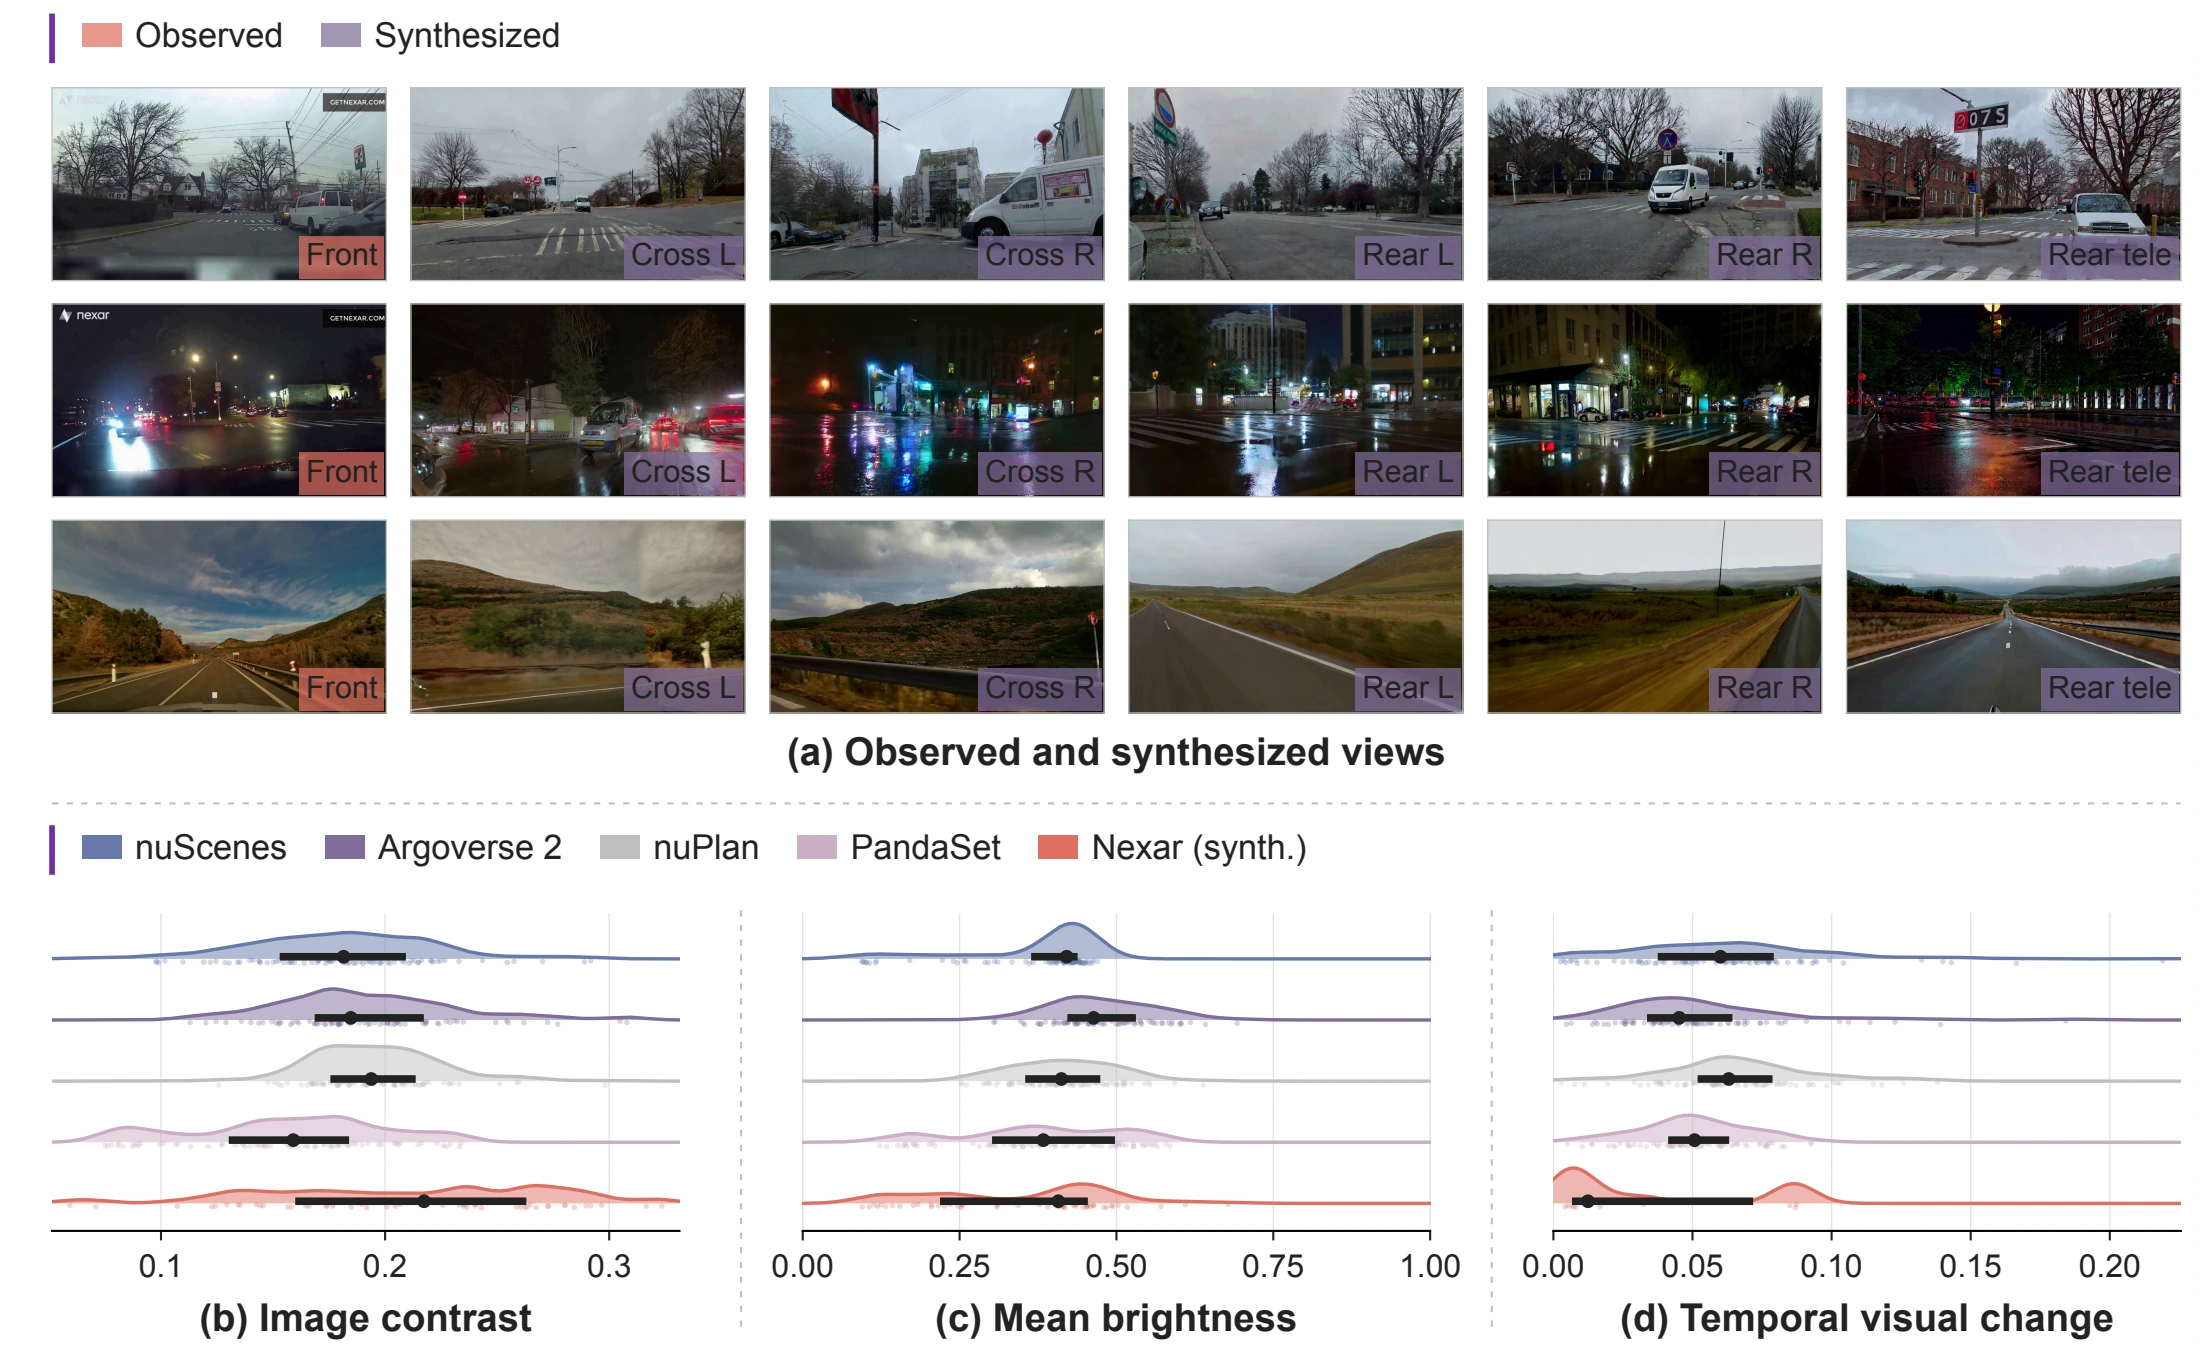 Observed Synthesized
GETNEXAR.COM
07 S
Front Cross L Cross R Rear L Rear R Rear tele
nexar GETNEXAR.COM
Front Cross L Cross R Rear L Rear R Rear tele
Front Cross L Cross R Rear L Rear R Rear tele
(a) Observed and synthesized views
nuScenes Argoverse 2 nuPlan PandaSet Nexar (synth.)
0.1 0.2 0.3 0.00 0.25 0.50 0.75 1.00 0.00 0.05 0.10 0.15 0.20
(b) Image contrast (c) Mean brightness (d) Temporal visual change